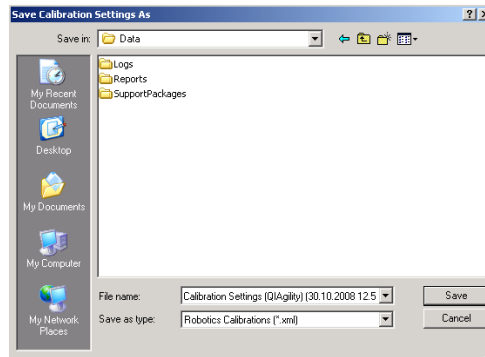 Save Calibration Settings As
Save in:
Data
Logs
Reports
SupportPackages
My Recent
Documents
Desktop
My Documents
My Computer
My Network
Places
File name:
Calibration Settings (QIAgility) (30.10.2008 12.5
Save
Save as type:
Robotics Calibrations (*.xml)
Cancel